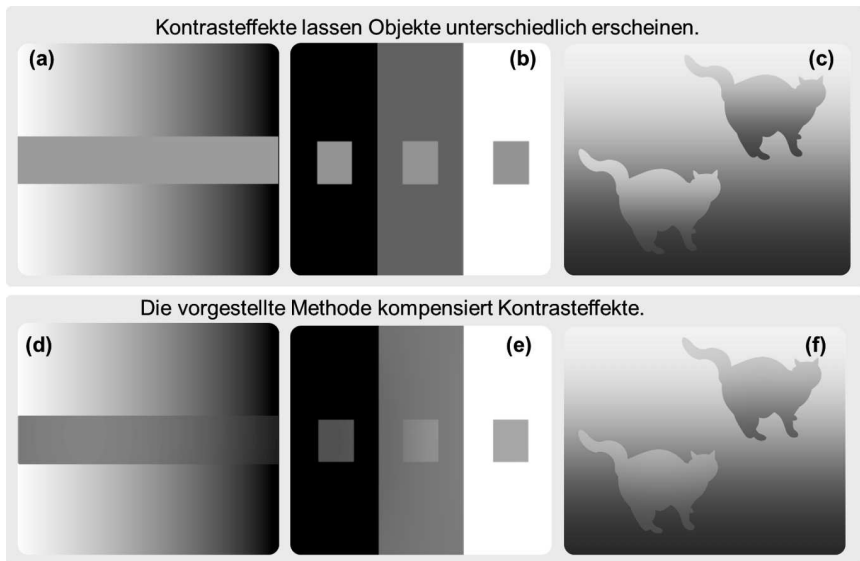 Kontrasteffekte lassen Objekte unterschiedlich erscheinen.
(a)
(b)
(c)
Die vorgestellte Methode kompensiert Kontrasteffekte.
(d)
(e)
(f)